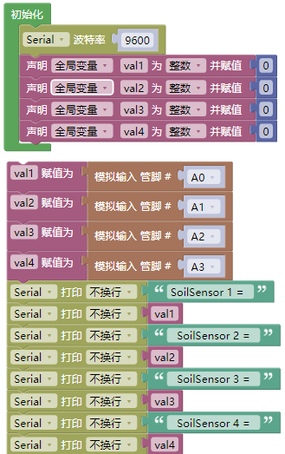 初始化
Serial 波特率 9600
声明 全局变量 val1 为 整数 并赋值 0
声明 全局变量 val2 为 整数 并赋值 0
声明 全局变量 val3 为 整数 并赋值 0
声明 全局变量 val4 为 整数 并赋值 0
val1 赋值为 模拟输入 管脚 # A0
val2 赋值为 模拟输入 管脚 # A1
val3 赋值为 模拟输入 管脚 # A2
val4 赋值为 模拟输入 管脚 # A3
Serial 打印 不换行 “ SoilSensor 1 = ”
Serial 打印 不换行 val1
Serial 打印 不换行 “ SoilSensor 2 = ”
Serial 打印 不换行 val2
Serial 打印 不换行 “ SoilSensor 3 = ”
Serial 打印 不换行 val3
Serial 打印 不换行 “ SoilSensor 4 = ”
Serial 打印 不换行 val4